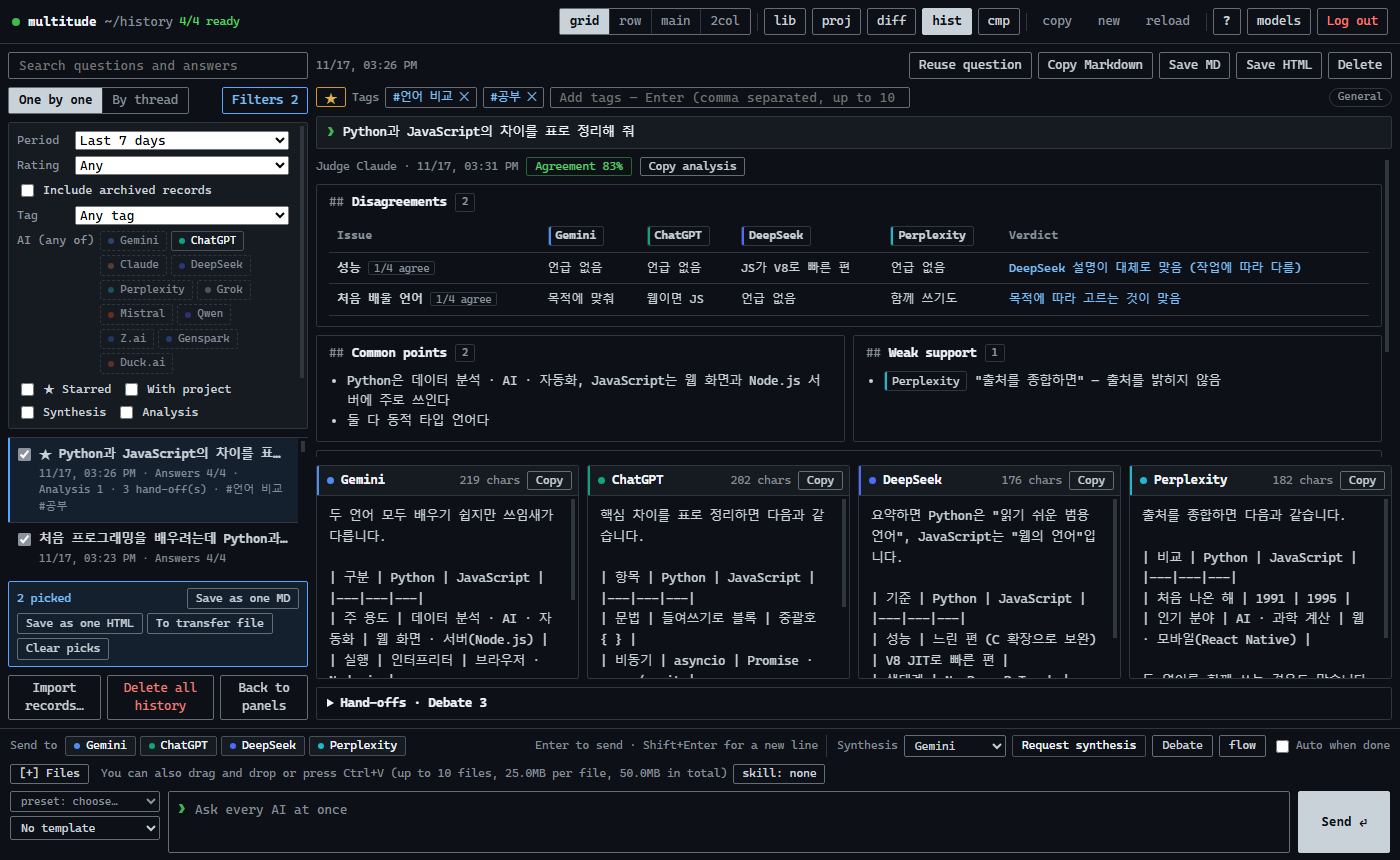 multitude ~/history 4/4 ready
grid row main 2col lib proj diff hist cmp copy new reload ? models Log out
Search questions and answers
One by one By thread Filters 2
Period Last 7 days
Rating Any
Include archived records
Tag Any tag
AI (any of) Gemini ChatGPT
Claude DeepSeek
Perplexity Grok
Mistral Qwen
Z.ai Genspark
Duck.ai
★ Starred With project
Synthesis Analysis
★ Python과 JavaScript의 차이를 표…
11/17, 03:26 PM · Answers 4/4 ·
Analysis 1 · 3 hand-off(s) · #언어 비교
#공부
처음 프로그래밍을 배우려는데 Python과…
11/17, 03:23 PM · Answers 4/4
2 picked Save as one MD
Save as one HTML To transfer file
Clear picks
Import records…
Delete all history
Back to panels
11/17, 03:26 PM Reuse question Copy Markdown Save MD Save HTML Delete
★ Tags #언어 비교 × #공부 × Add tags — Enter (comma separated, up to 10 General
❯ Python과 JavaScript의 차이를 표로 정리해 줘
Judge Claude · 11/17, 03:31 PM Agreement 83% Copy analysis
## Disagreements 2
Issue Gemini ChatGPT DeepSeek Perplexity Verdict
성능 1/4 agree 언급 없음 언급 없음 JS가 V8로 빠른 편 언급 없음 DeepSeek 설명이 대체로 맞음 (작업에 따라 다름)
처음 배울 언어 1/4 agree 목적에 맞춰 웹이면 JS 언급 없음 함께 쓰기도 목적에 따라 고르는 것이 맞음
## Common points 2
• Python은 데이터 분석 · AI · 자동화, JavaScript는 웹 화면과 Node.js 서
버에 주로 쓰인다
• 둘 다 동적 타입 언어다
## Weak support 1
• Perplexity "출처를 종합하면" — 출처를 밝히지 않음
Gemini 219 chars Copy
두 언어 모두 배우기 쉽지만 쓰임새가
다릅니다.
| 구분 | Python | JavaScript |
|---|---|---|
| 주 용도 | 데이터 분석 · AI · 자
동화 | 웹 화면 · 서버(Node.js) |
| 실행 | 인터프리터 | 브라우저 ·
ChatGPT 202 chars Copy
핵심 차이를 표로 정리하면 다음과 같
습니다.
| 항목 | Python | JavaScript |
|---|---|---|
| 문법 | 들여쓰기로 블록 | 중괄호
{ } |
| 비동기 | asyncio | Promise ·
DeepSeek 176 chars Copy
요약하면 Python은 "읽기 쉬운 범용
언어", JavaScript는 "웹의 언어"입
니다.
| 기준 | Python | JavaScript |
|---|---|---|
| 성능 | 느린 편 (C 확장으로 보완)
| V8 JIT로 빠른 편 |
Perplexity 182 chars Copy
출처를 종합하면 다음과 같습니다.
| 비교 | Python | JavaScript |
|---|---|---|
| 처음 나온 해 | 1991 | 1995 |
| 인기 분야 | AI · 과학 계산 | 웹
· 모바일(React Native) |
▶ Hand-offs · Debate 3
Send to Gemini ChatGPT DeepSeek Perplexity Enter to send · Shift+Enter for a new line Synthesis Gemini Request synthesis Debate flow Auto when done
[+] Files You can also drag and drop or press Ctrl+V (up to 10 files, 25.0MB per file, 50.0MB in total) skill: none
preset: choose…
No template
❯ Ask every AI at once
Send ⏎